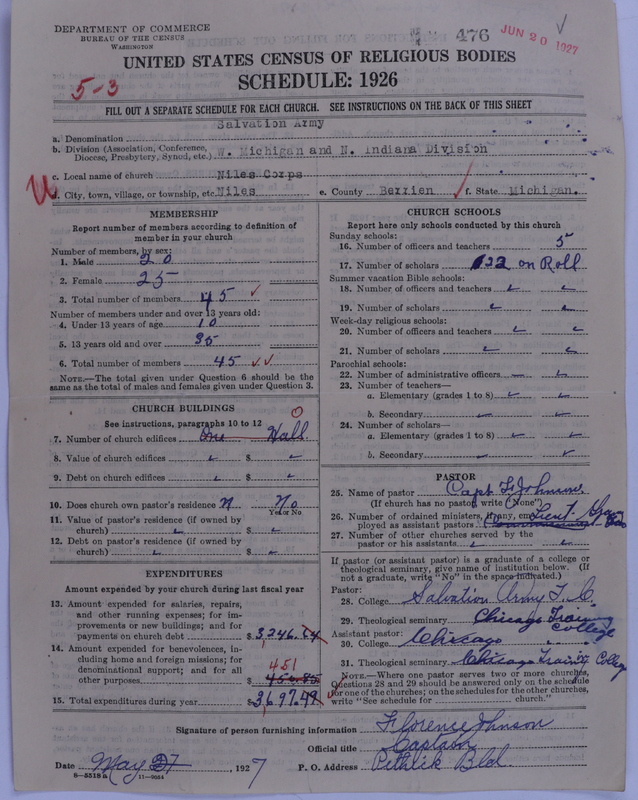 DEPARTMENT OF COMMERCE
BUREAU OF THE CENSUS
WASHINGTON
476
JUN 20 1927
UNITED STATES CENSUS OF RELIGIOUS BODIES
SCHEDULE: 1926
5-3
FILL OUT A SEPARATE SCHEDULE FOR EACH CHURCH. SEE INSTRUCTIONS ON THE BACK OF THIS SHEET
a. Denomination Salvation Army
b. Division (Association, Conference, Diocese, Presbytery, Synod, etc.) W. Michigan and N. Indiana Division
c. Local name of church Niles Corps
d. City, town, village, or township, etc. Niles e. County Berrien f. State Michigan.
MEMBERSHIP
Report number of members according to definition of member in your church
Number of members, by sex:
1. Male 20
2. Female 25
3. Total number of members 45
Number of members under and over 13 years old:
4. Under 13 years of age 10
5. 13 years old and over 35
6. Total number of members 45
NOTE.—The total given under Question 6 should be the same as the total of males and females given under Question 3.
CHURCH BUILDINGS
See instructions, paragraphs 10 to 12
7. Number of church edifices One Hall 0
8. Value of church edifices $
9. Debt on church edifices $
10. Does church own pastor's residence? N No
Yes or No
11. Value of pastor's residence (if owned by church) $
12. Debt on pastor's residence (if owned by church) $
EXPENDITURES
Amount expended by your church during last fiscal year
13. Amount expended for salaries, repairs, and other running expenses; for improvements or new buildings; and for payments on church debt $3,246.64
14. Amount expended for benevolences, including home and foreign missions; for denominational support; and for all other purposes 451 $450.85
15. Total expenditures during year $3697.49
CHURCH SCHOOLS
Report here only schools conducted by this church
Sunday schools:
16. Number of officers and teachers 5
17. Number of scholars 122 on Roll
Summer vacation Bible schools:
18. Number of officers and teachers
19. Number of scholars
Week-day religious schools:
20. Number of officers and teachers
21. Number of scholars
Parochial schools:
22. Number of administrative officers
23. Number of teachers—
a. Elementary (grades 1 to 8)
b. Secondary
24. Number of scholars—
a. Elementary (grades 1 to 8)
b. Secondary
PASTOR
25. Name of pastor Capt F. Johnson
(If church has no pastor, write "none")
26. Number of ordained ministers, if any, employed as assistant pastors Lieut
27. Number of other churches served by the pastor or his assistants
If pastor (or assistant pastor) is a graduate of a college or theological seminary, give name of institution below. (If not a graduate, write "No" in the space indicated.)
Pastor:
28. College Salvation Army T. C.
29. Theological seminary Chicago Train College
Assistant pastor:
30. College Chicago
31. Theological seminary Chicago Training College
NOTE.—Where one pastor serves two or more churches, Questions 28 and 29 should be answered only on the schedule for one of the churches; on the schedules for the other churches, write "See schedule for church."
Signature of person furnishing information Florence Johnson
Official title Captain
Date May 27 1927 P. O. Address Bld.
8—5518a 11—9084